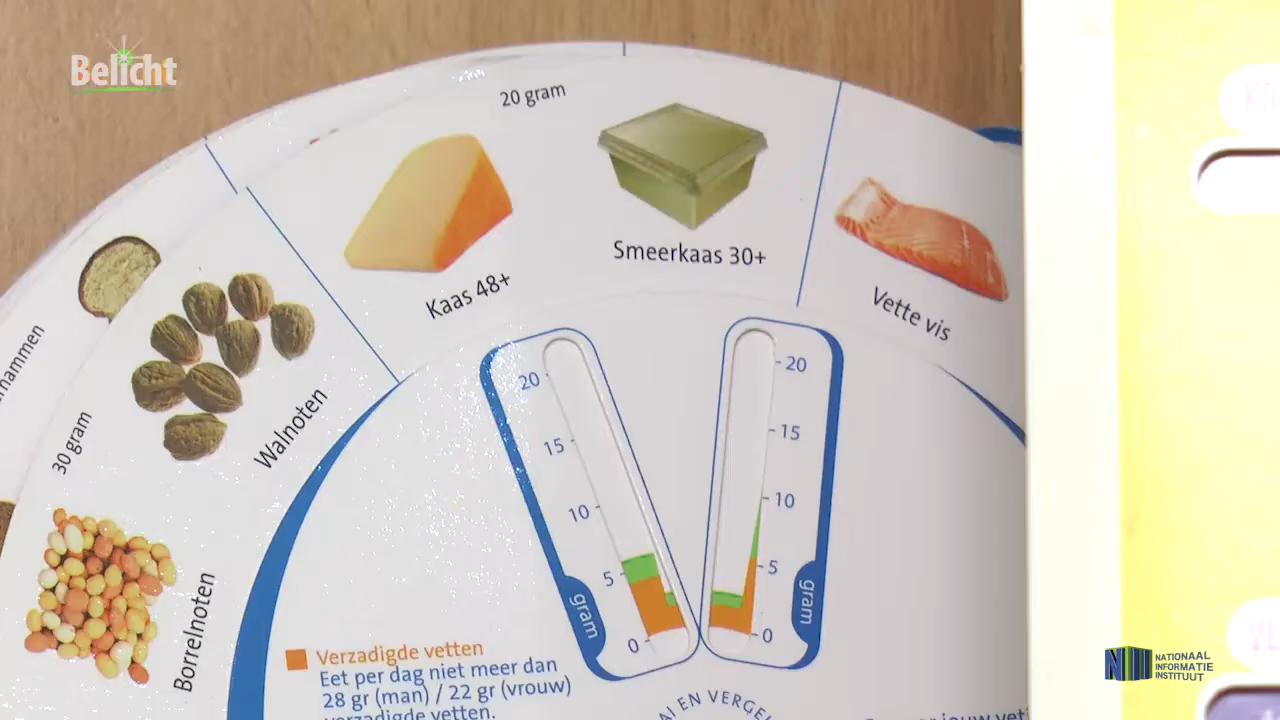 Belicht
20 gram
Kaas 48+
Smeerkaas 30+
Vette vis
30 gram
Walnoten
Borrelnoten
20
15
10
5
0
gram
20
15
10
5
0
gram
Verzadigde vetten
Eet per dag niet meer dan
28 gr (man) / 22 gr (vrouw)
verzadigde vetten.
EN
jouw
NATIONAAL
INFORMATIE
INSTITUUT